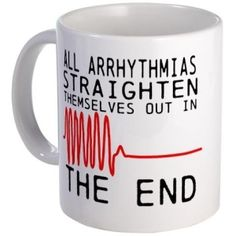 ALL ARRHYTHMIAS
STRAIGHTEN
THEMSELVES OUT IN
THE END